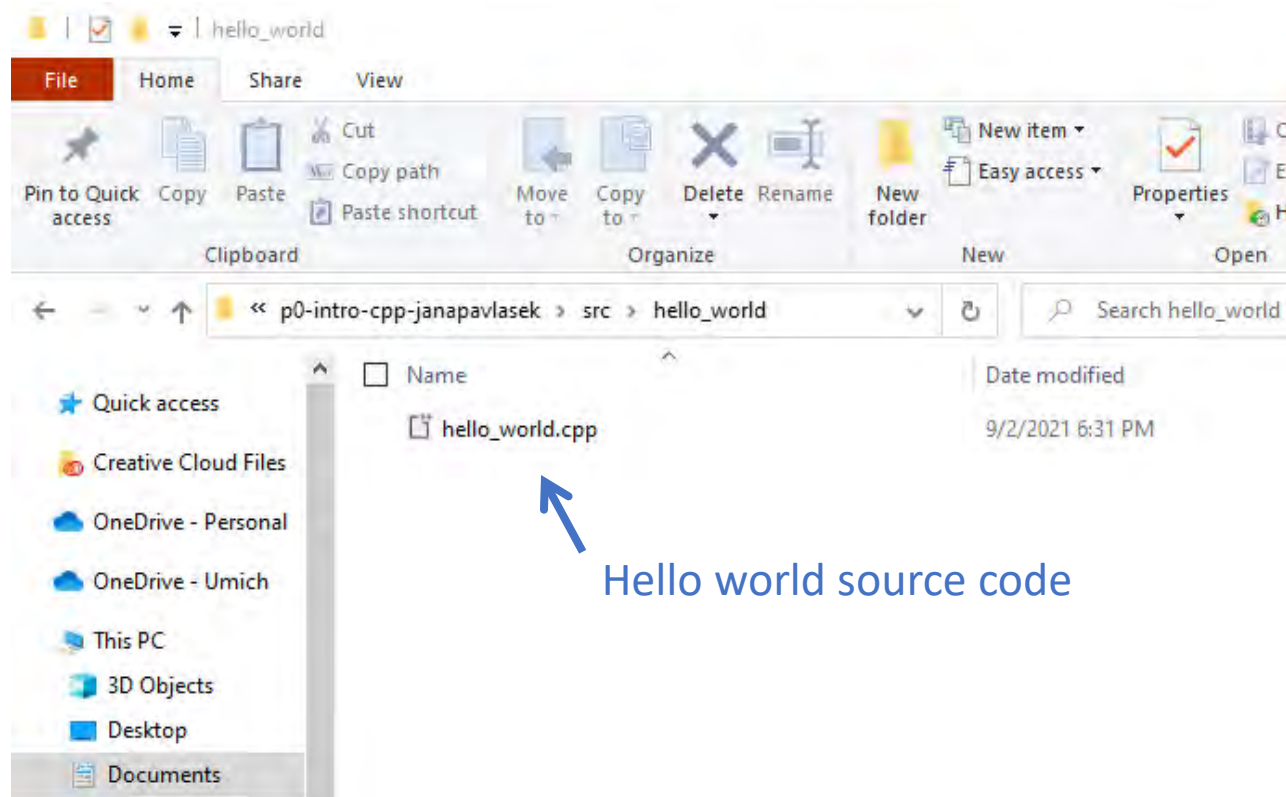 hello_world
File Home Share View
Pin to Quick access
Copy
Paste
Cut
Copy path
Paste shortcut
Clipboard
Move to
Copy to
Delete
Rename
Organize
New folder
New item
Easy access
New
Properties
Open
« p0-intro-cpp-janapavlasek › src › hello_world
Search hello_world
Name Date modified
hello_world.cpp 9/2/2021 6:31 PM
Quick access
Creative Cloud Files
OneDrive - Personal
OneDrive - Umich
This PC
3D Objects
Desktop
Documents
Hello world source code